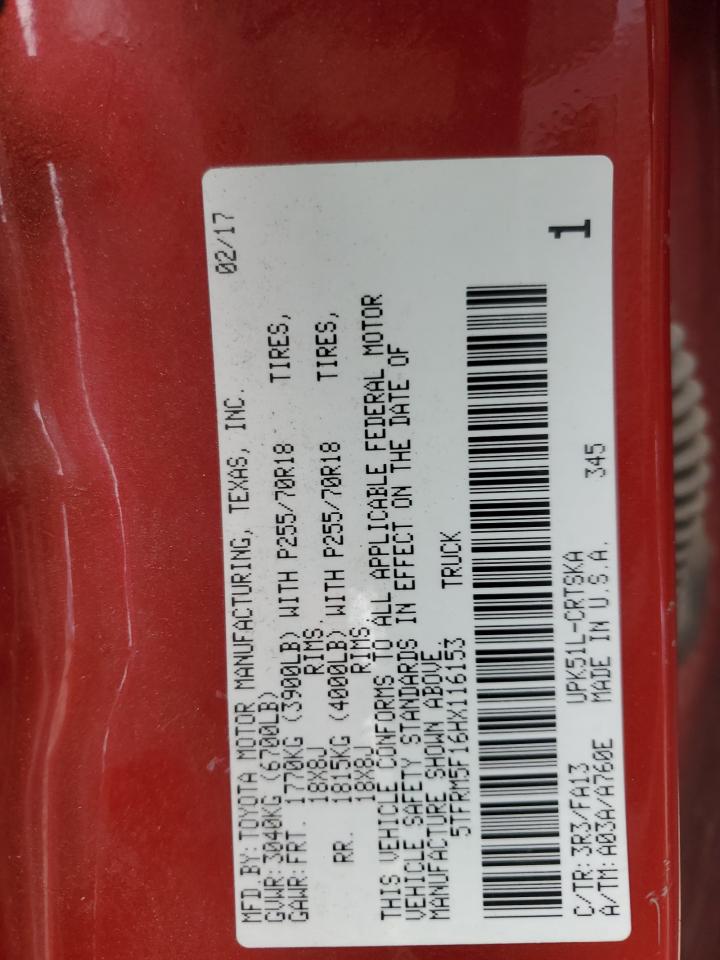 MFD.BY:TOYOTA MOTOR MANUFACTURING, TEXAS, INC. 02/17
GVWR:3040KG (6700LB)
GAWR:FRT. 1770KG (3900LB) WITH P255/70R18 TIRES,
18X8J RIMS.
RR. 1815KG (4000LB) WITH P255/70R18 TIRES,
18X8J RIMS
THIS VEHICLE CONFORMS TO ALL APPLICABLE FEDERAL MOTOR
VEHICLE SAFETY STANDARDS IN EFFECT ON THE DATE OF
MANUFACTURE SHOWN ABOVE.
5TFRM5F16HX116153 TRUCK
1
C/TR:3R3/FA13 UPK51L-CRTSKA 345
A/TM:A03A/A760E MADE IN U.S.A.